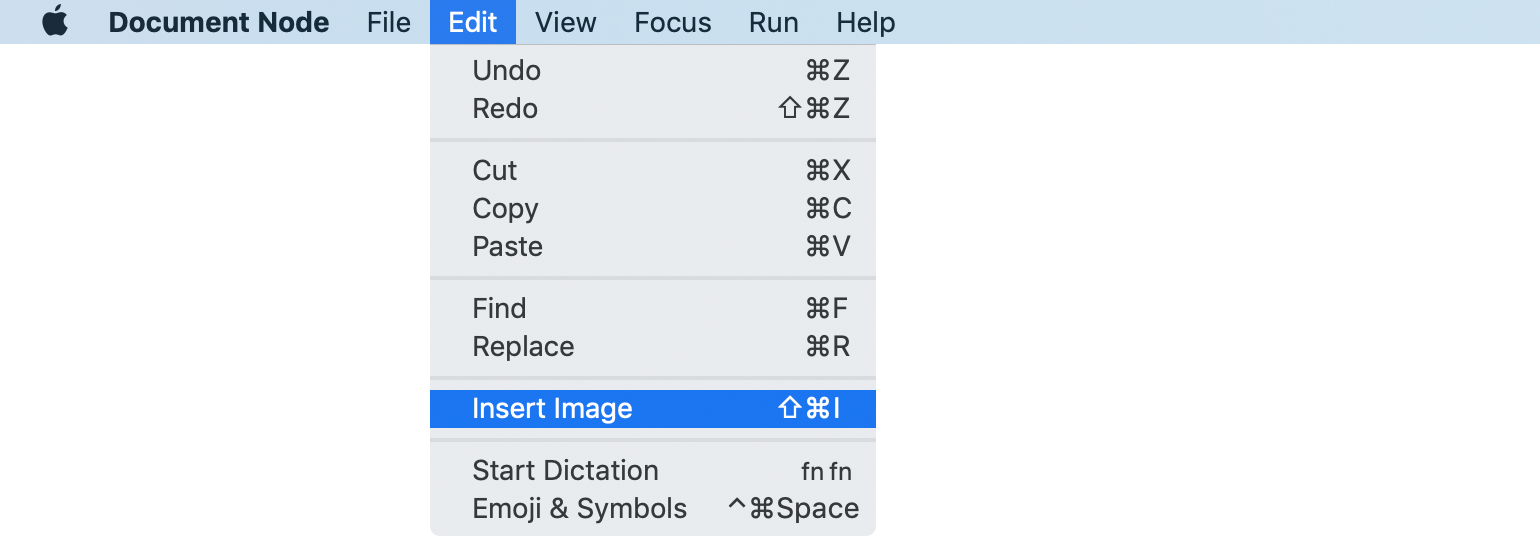 Document Node File Edit View Focus Run Help
Undo ⌘Z
Redo ⇧⌘Z
Cut ⌘X
Copy ⌘C
Paste ⌘V
Find ⌘F
Replace ⌘R
Insert Image ⇧⌘I
Start Dictation fn fn
Emoji & Symbols ^⌘Space